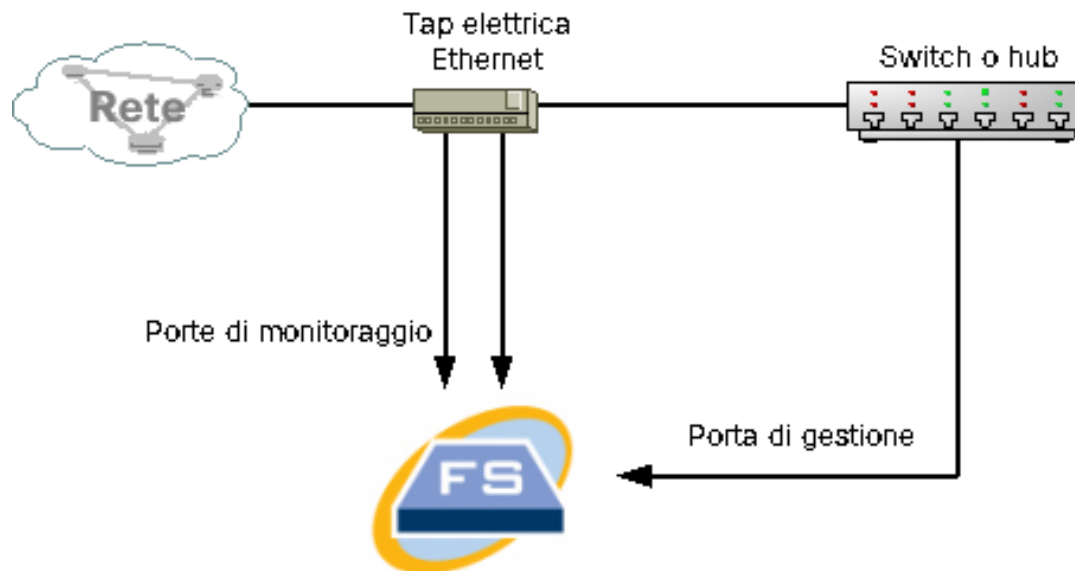 Tap elettrica
Ethernet
Switch o hub
Rete
Porte di monitoraggio
Porta di gestione
FS